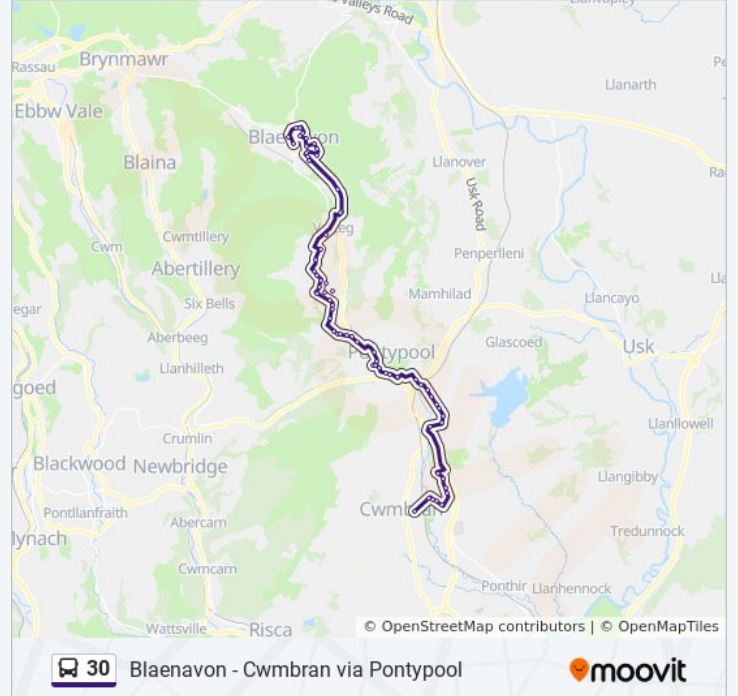 Valleys Road
Brynmawr
Rassau
Llanarth
Ebbw Vale
Blaenavon
Blaina
Llanover
Usk Road
Cwmtillery
Cwm
Penperlleni
Abertillery
Mamhilad
Six Bells
Llancayo
Aberbeeg
Glascoed
Usk
Pontypool
Llanhilleth
Llanllowell
Crumlin
Blackwood
Newbridge
Llangibby
Cwmbran
Pontllanfraith
Abercarn
Tredunnock
Cwmcarn
Ponthir
Llanhennock
Wattsville
Risca
© OpenStreetMap contributors | © OpenMapTiles
30 Blaenavon - Cwmbran via Pontypool
moovit